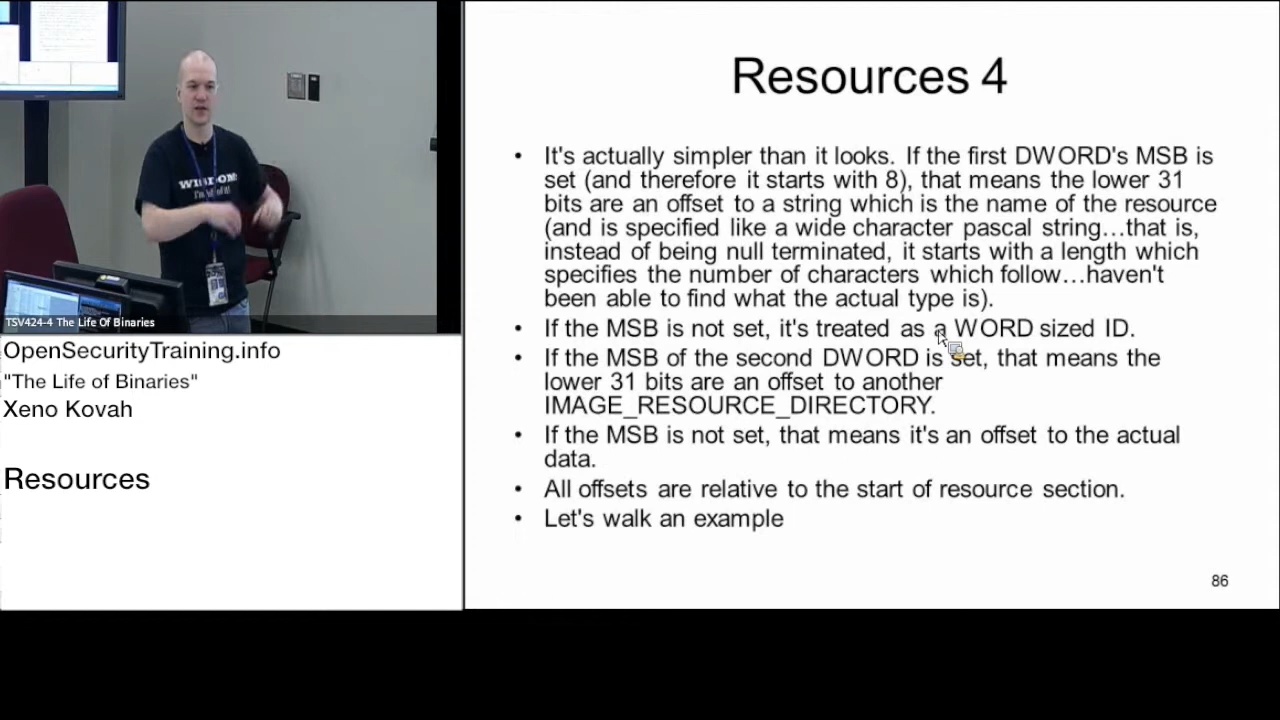 WISDOM
TSV424-4 The Life Of Binaries
OpenSecurityTraining.info
"The Life of Binaries"
Xeno Kovah
Resources
Resources 4
• It's actually simpler than it looks. If the first DWORD's MSB is
set (and therefore it starts with 8), that means the lower 31
bits are an offset to a string which is the name of the resource
(and is specified like a wide character pascal string…that is,
instead of being null terminated, it starts with a length which
specifies the number of characters which follow…haven't
been able to find what the actual type is).
• If the MSB is not set, it's treated as a WORD sized ID.
• If the MSB of the second DWORD is set, that means the
lower 31 bits are an offset to another
IMAGE_RESOURCE_DIRECTORY.
• If the MSB is not set, that means it's an offset to the actual
data.
• All offsets are relative to the start of resource section.
• Let's walk an example
86